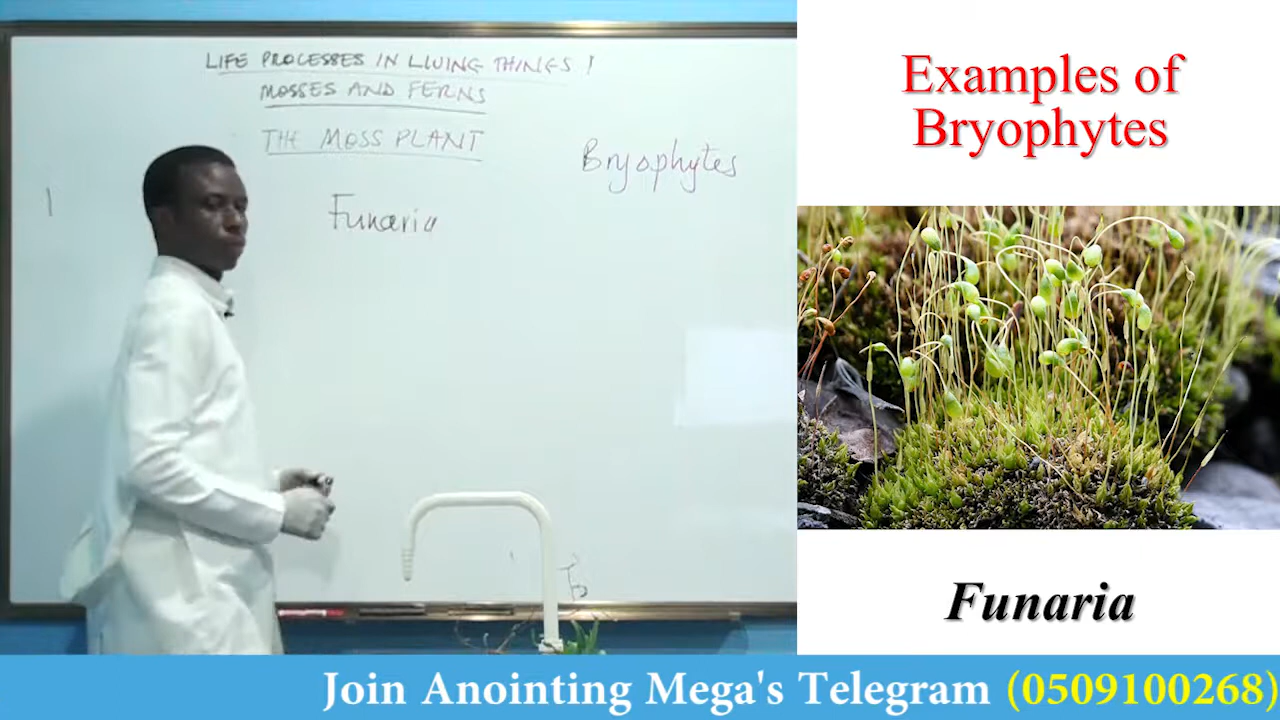 LIFE PROCESSES IN LIVING THINGS !
MOSSES AND FERNS
THE MOSS PLANT
Bryophytes
Funaria
Examples of
Bryophytes
Funaria
Join Anointing Mega's Telegram (0509100268)